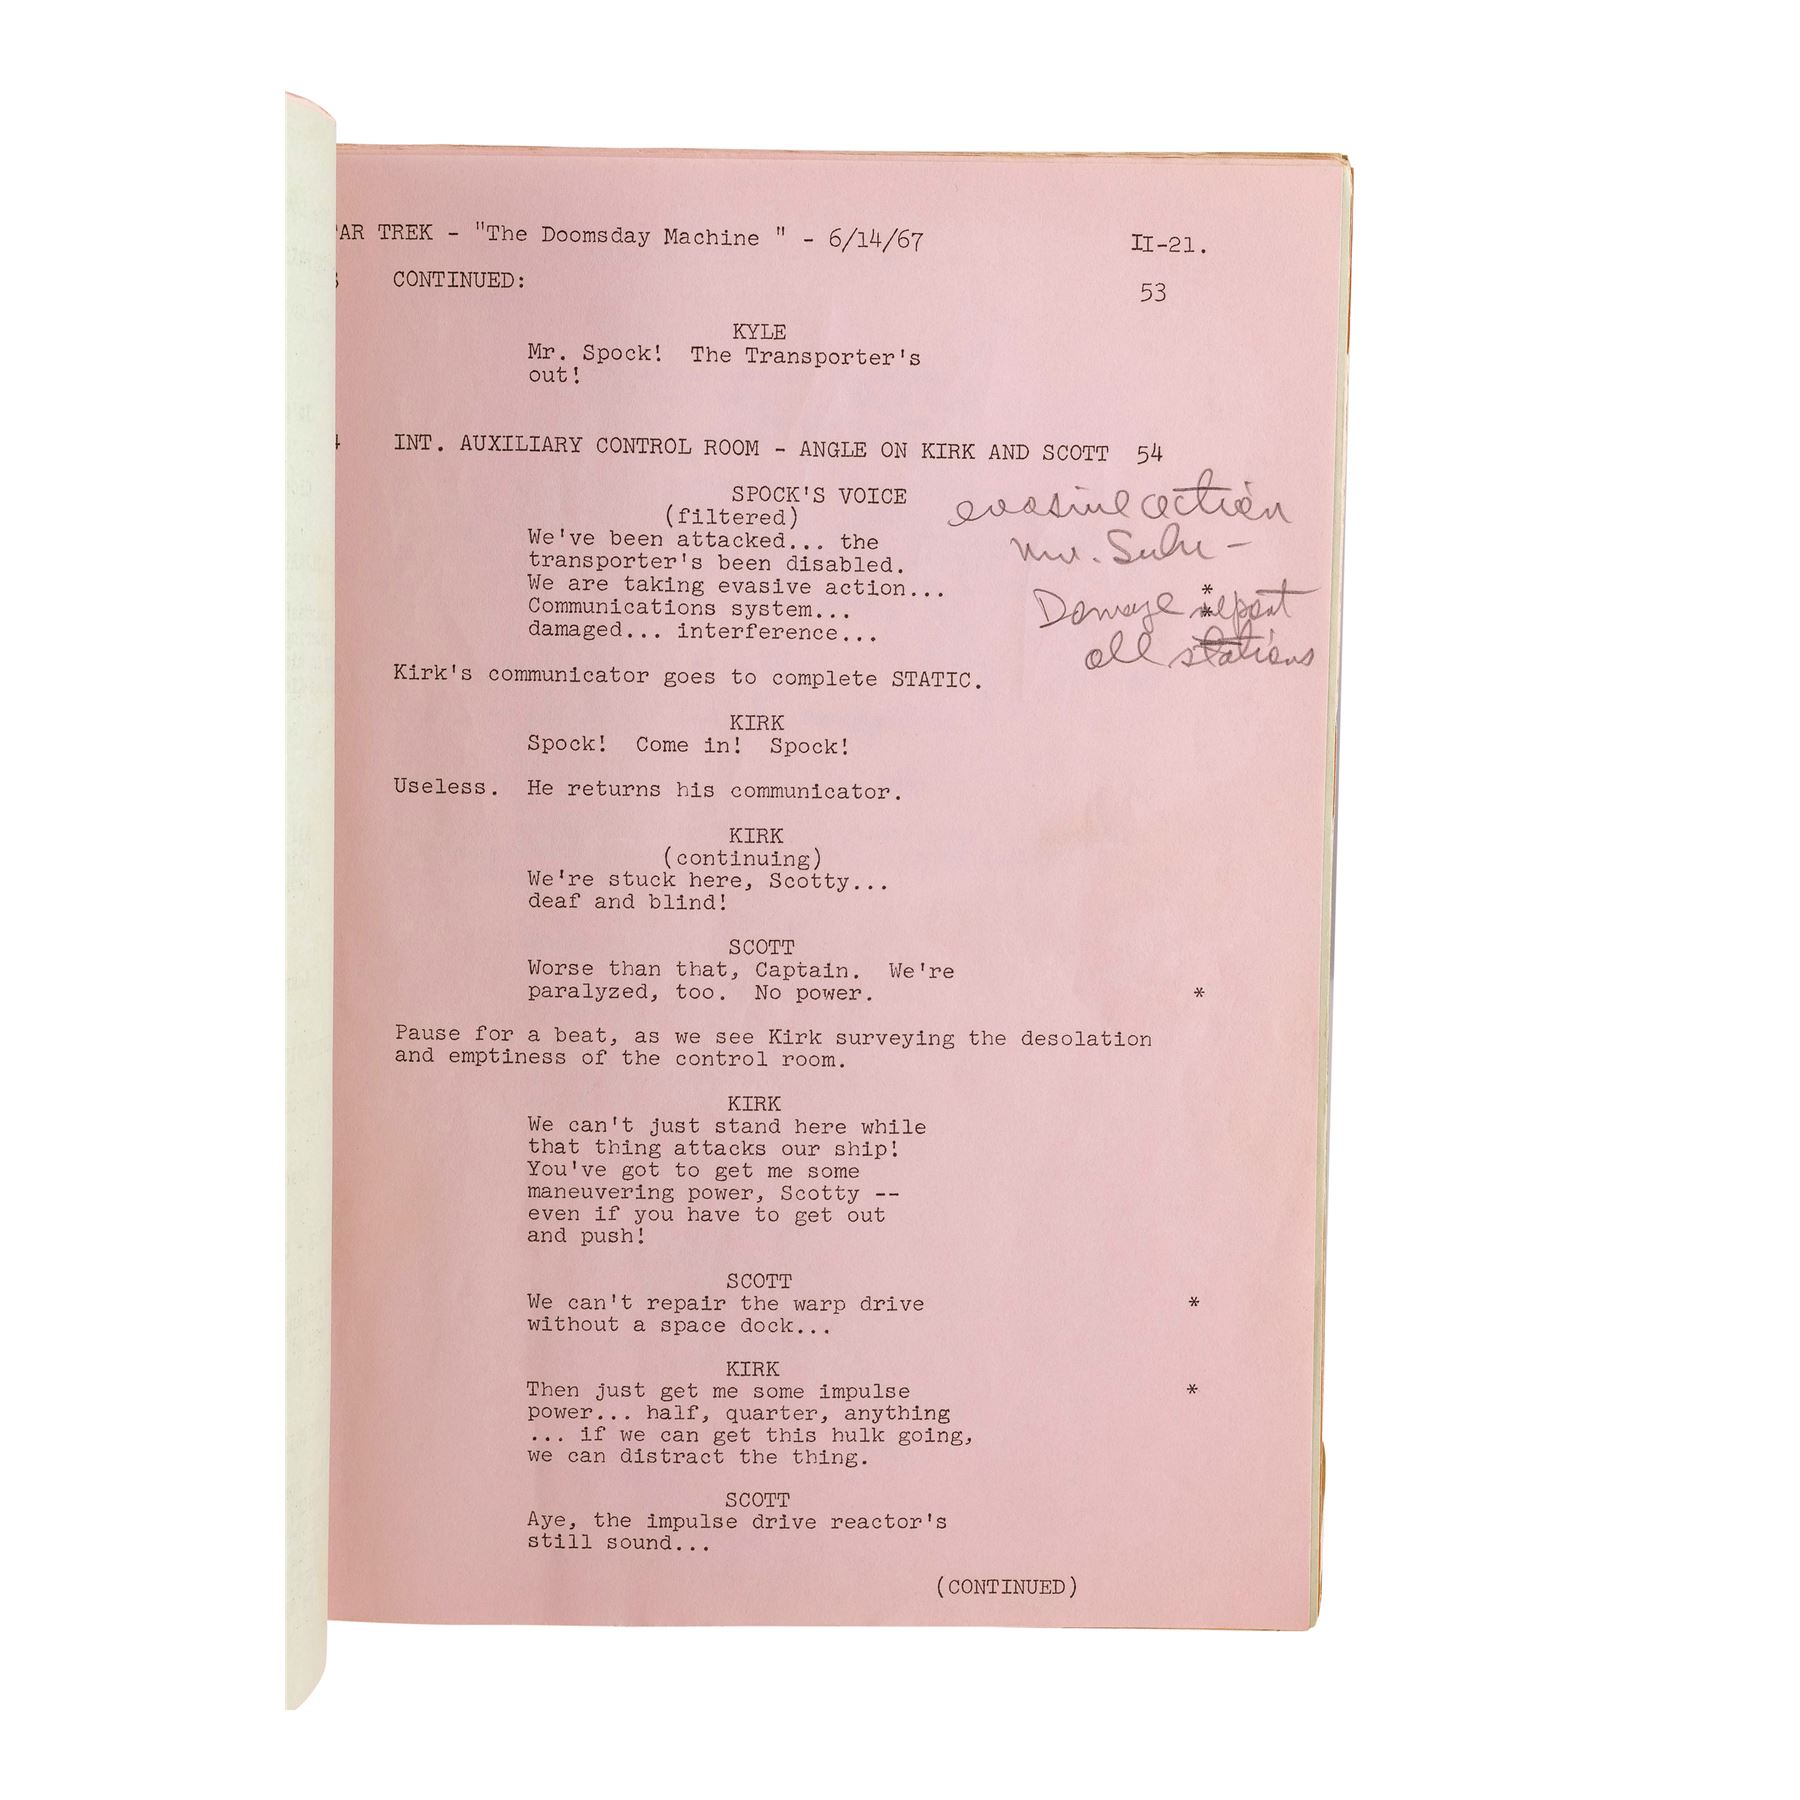 AR TREK - "The Doomsday Machine " - 6/14/67 II-21.
CONTINUED: 53
KYLE
Mr. Spock! The Transporter's
out!
INT. AUXILIARY CONTROL ROOM - ANGLE ON KIRK AND SCOTT 54
SPOCK'S VOICE
(filtered)
We've been attacked... the
transporter's been disabled.
We are taking evasive action...
Communications system...
damaged... interference...
evasive action
Mr. Sulu -
Damage report
all stations
*
*
Kirk's communicator goes to complete STATIC.
KIRK
Spock! Come in! Spock!
Useless. He returns his communicator.
KIRK
(continuing)
We're stuck here, Scotty...
deaf and blind!
SCOTT
Worse than that, Captain. We're
paralyzed, too. No power. *
Pause for a beat, as we see Kirk surveying the desolation
and emptiness of the control room.
KIRK
We can't just stand here while
that thing attacks our ship!
You've got to get me some
maneuvering power, Scotty --
even if you have to get out
and push!
SCOTT
We can't repair the warp drive *
without a space dock...
KIRK
Then just get me some impulse *
power... half, quarter, anything
... if we can get this hulk going,
we can distract the thing.
SCOTT
Aye, the impulse drive reactor's
still sound...
(CONTINUED)